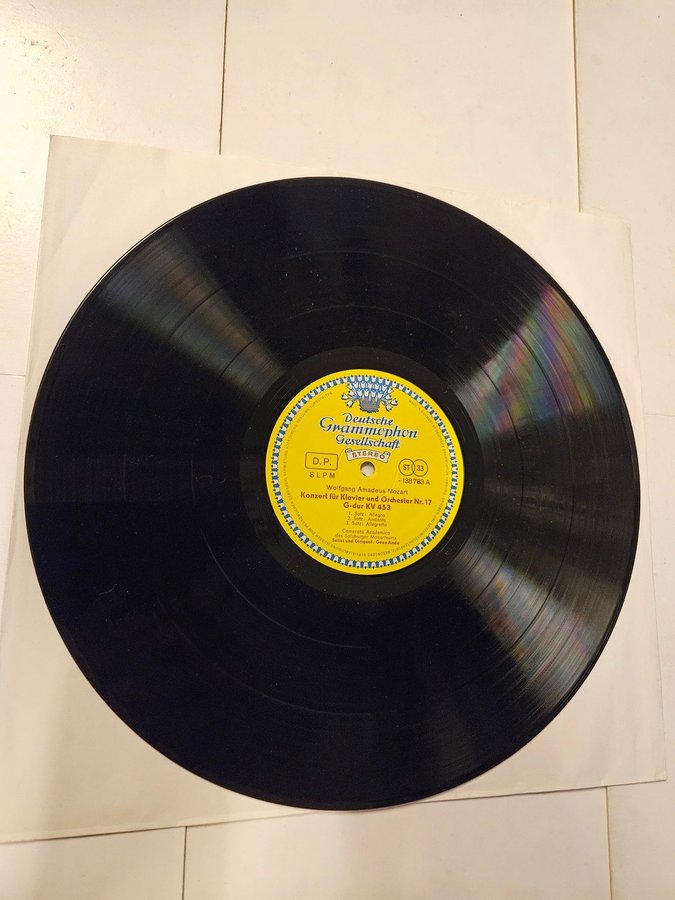 Deutsche
Grammophon
Gesellschaft
STEREO
D.P.
SLPM
ST 33
138 783 A
Wolfgang Amadeus Mozart
Konzert für Klavier und Orchester Nr. 17
G-dur KV 453
1. Satz: Allegro
2. Satz: Andante
3. Satz: Allegretto
Camerata Academica
des Salzburger Mozarteums
Solist und Dirigent: Géza Anda